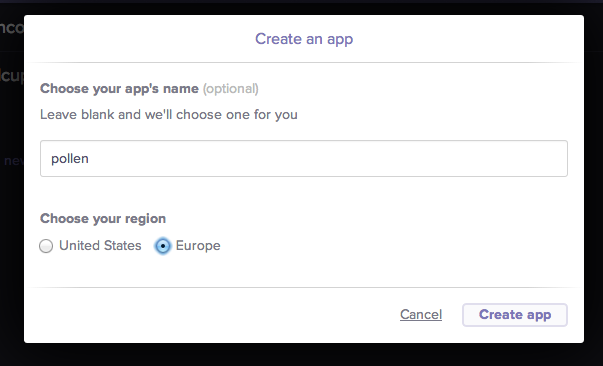 Create an app
Choose your app's name (optional)
Leave blank and we'll choose one for you
pollen
Choose your region
United States Europe
Cancel Create app